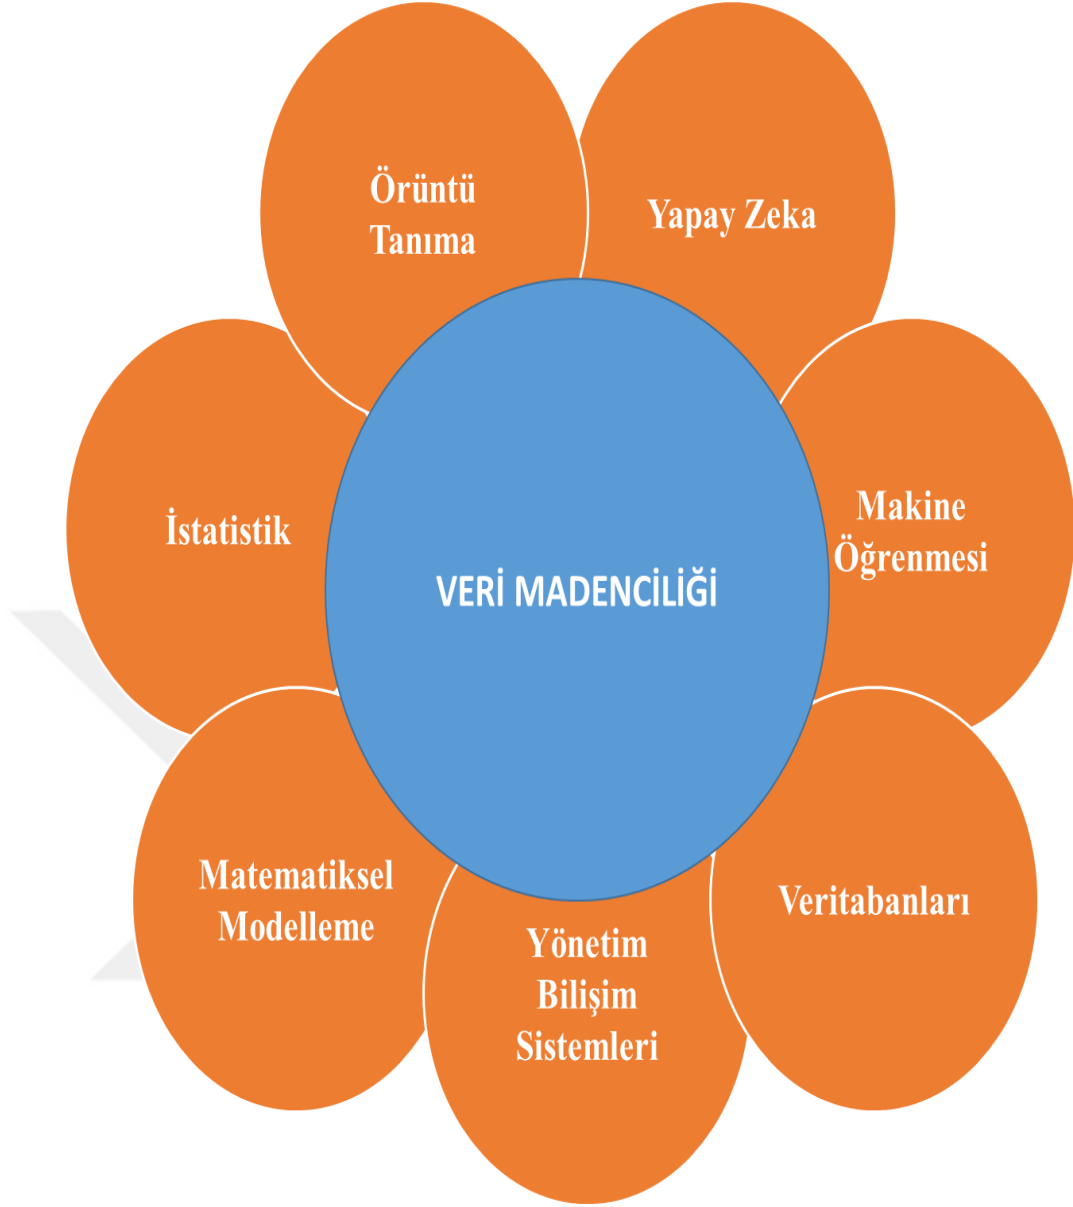 Örüntü
Tanıma
Yapay Zeka
Makine
Öğrenmesi
İstatistik
VERİ MADENCİLİĞİ
Matematiksel
Modelleme
Veritabanları
Yönetim
Bilişim
Sistemleri